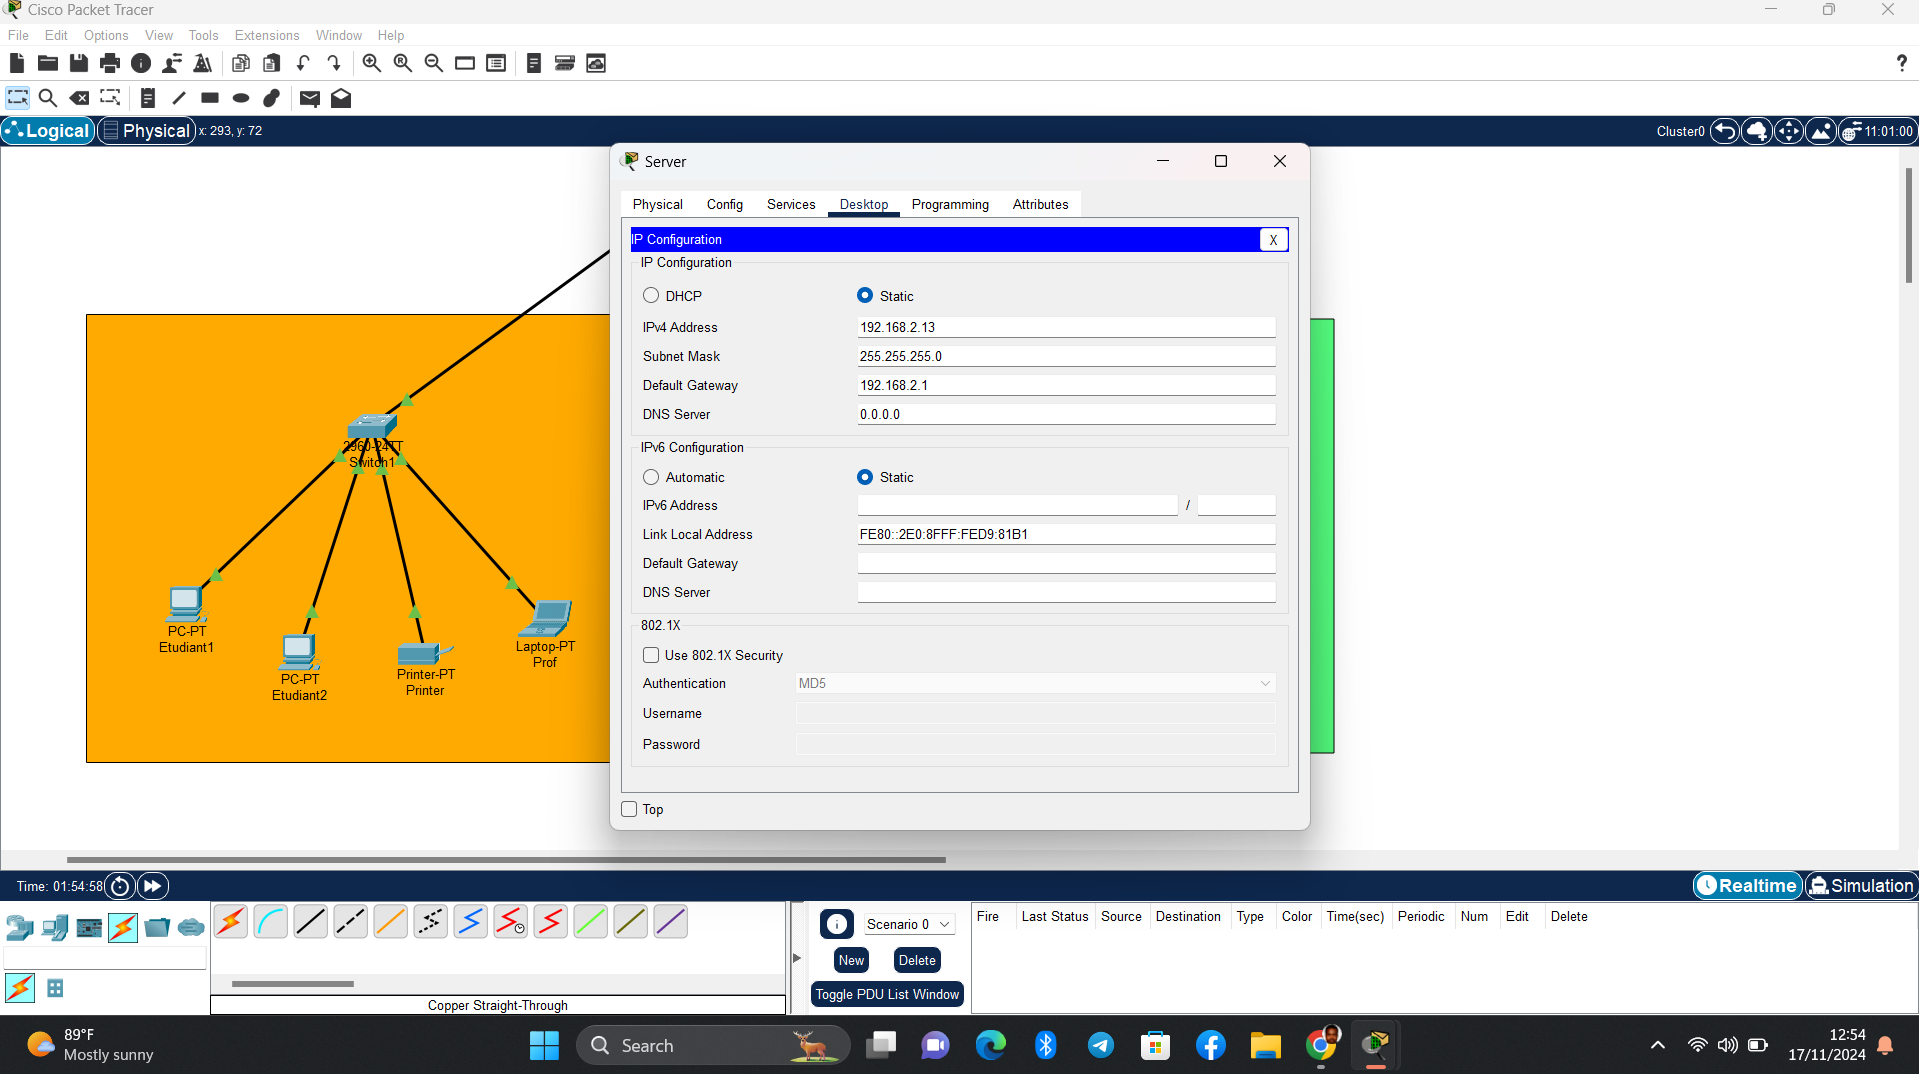 Cisco Packet Tracer
File Edit Options View Tools Extensions Window Help
?
Logical Physical x: 293, y: 72 Cluster0 11:01:00
Server
Physical Config Services Desktop Programming Attributes
IP Configuration X
IP Configuration
DHCP Static
IPv4 Address 192.168.2.13
Subnet Mask 255.255.255.0
Default Gateway 192.168.2.1
DNS Server 0.0.0.0
IPv6 Configuration
Automatic Static
IPv6 Address /
Link Local Address FE80::2E0:8FFF:FED9:81B1
Default Gateway
DNS Server
802.1X
Use 802.1X Security
Authentication MD5
Username
Password
Top
2960-24TT
Switch1
PC-PT
Etudiant1
PC-PT
Etudiant2
Printer-PT
Printer
Laptop-PT
Prof
Time: 01:54:58 Realtime Simulation
Scenario 0
New Delete
Toggle PDU List Window
Fire Last Status Source Destination Type Color Time(sec) Periodic Num Edit Delete
Copper Straight-Through
89°F
Mostly sunny
Search
12:54
17/11/2024